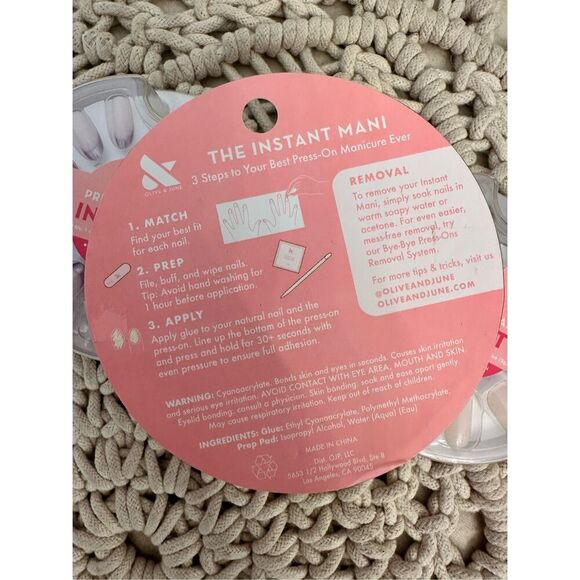 THE INSTANT MANI
3 Steps to Your Best Press-On Manicure Ever
OLIVE & JUNE
1. MATCH
Find your best fit
for each nail.
2. PREP
File, buff, and wipe nails.
Tip: Avoid hand washing for
1 hour before application.
3. APPLY
Apply glue to your natural nail and the
press-on. Line up the bottom of the press-on
and press and hold for 30+ seconds with
even pressure to ensure full adhesion.
REMOVAL
To remove your Instant
Mani, simply soak nails in
warm soapy water or
acetone. For even easier,
mess-free removal, try
our Bye-Bye Press-Ons
Removal System.
For more tips & tricks, visit us
@OLIVEANDJUNE
OLIVEANDJUNE.COM
WARNING: Cyanoacrylate. Bonds skin and eyes in seconds. Causes skin irritation
and serious eye irritation. AVOID CONTACT WITH EYE AREA, MOUTH AND SKIN.
Eyelid bonding: consult a physician. Skin bonding: soak and ease apart gently.
May cause respiratory irritation. Keep out of reach of children.
INGREDIENTS: Glue: Ethyl Cyanoacrylate, Polymethyl Methacrylate,
Prep Pad: Isopropyl Alcohol, Water (Aqua) (Eau)
MADE IN CHINA
Dist. OJP, LLC
5653 1/2 Hollywood Blvd, Ste B
Los Angeles, CA 90045